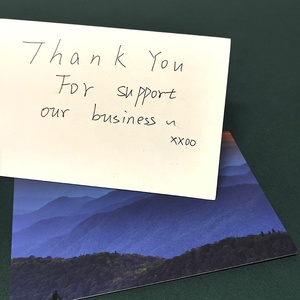 Thank You
For support
our business ~
xxoo